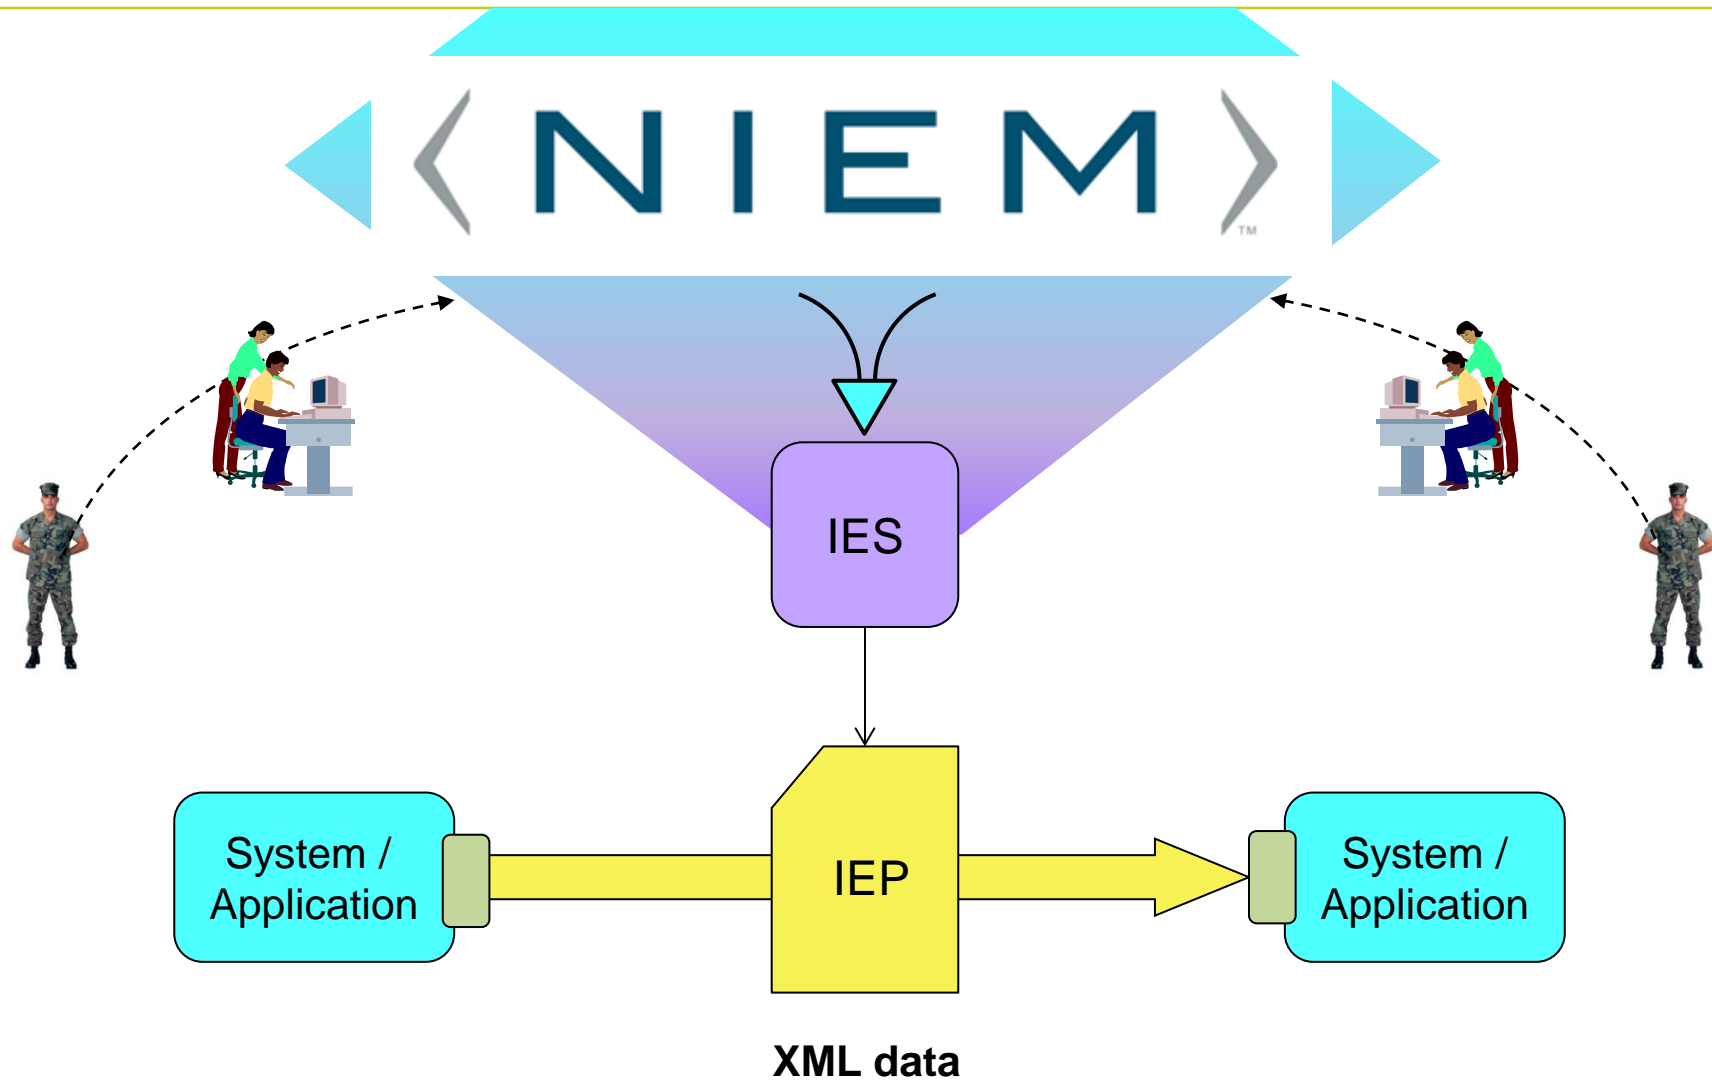 NIEM
TM
IES
System /
Application
IEP
System /
Application
XML data